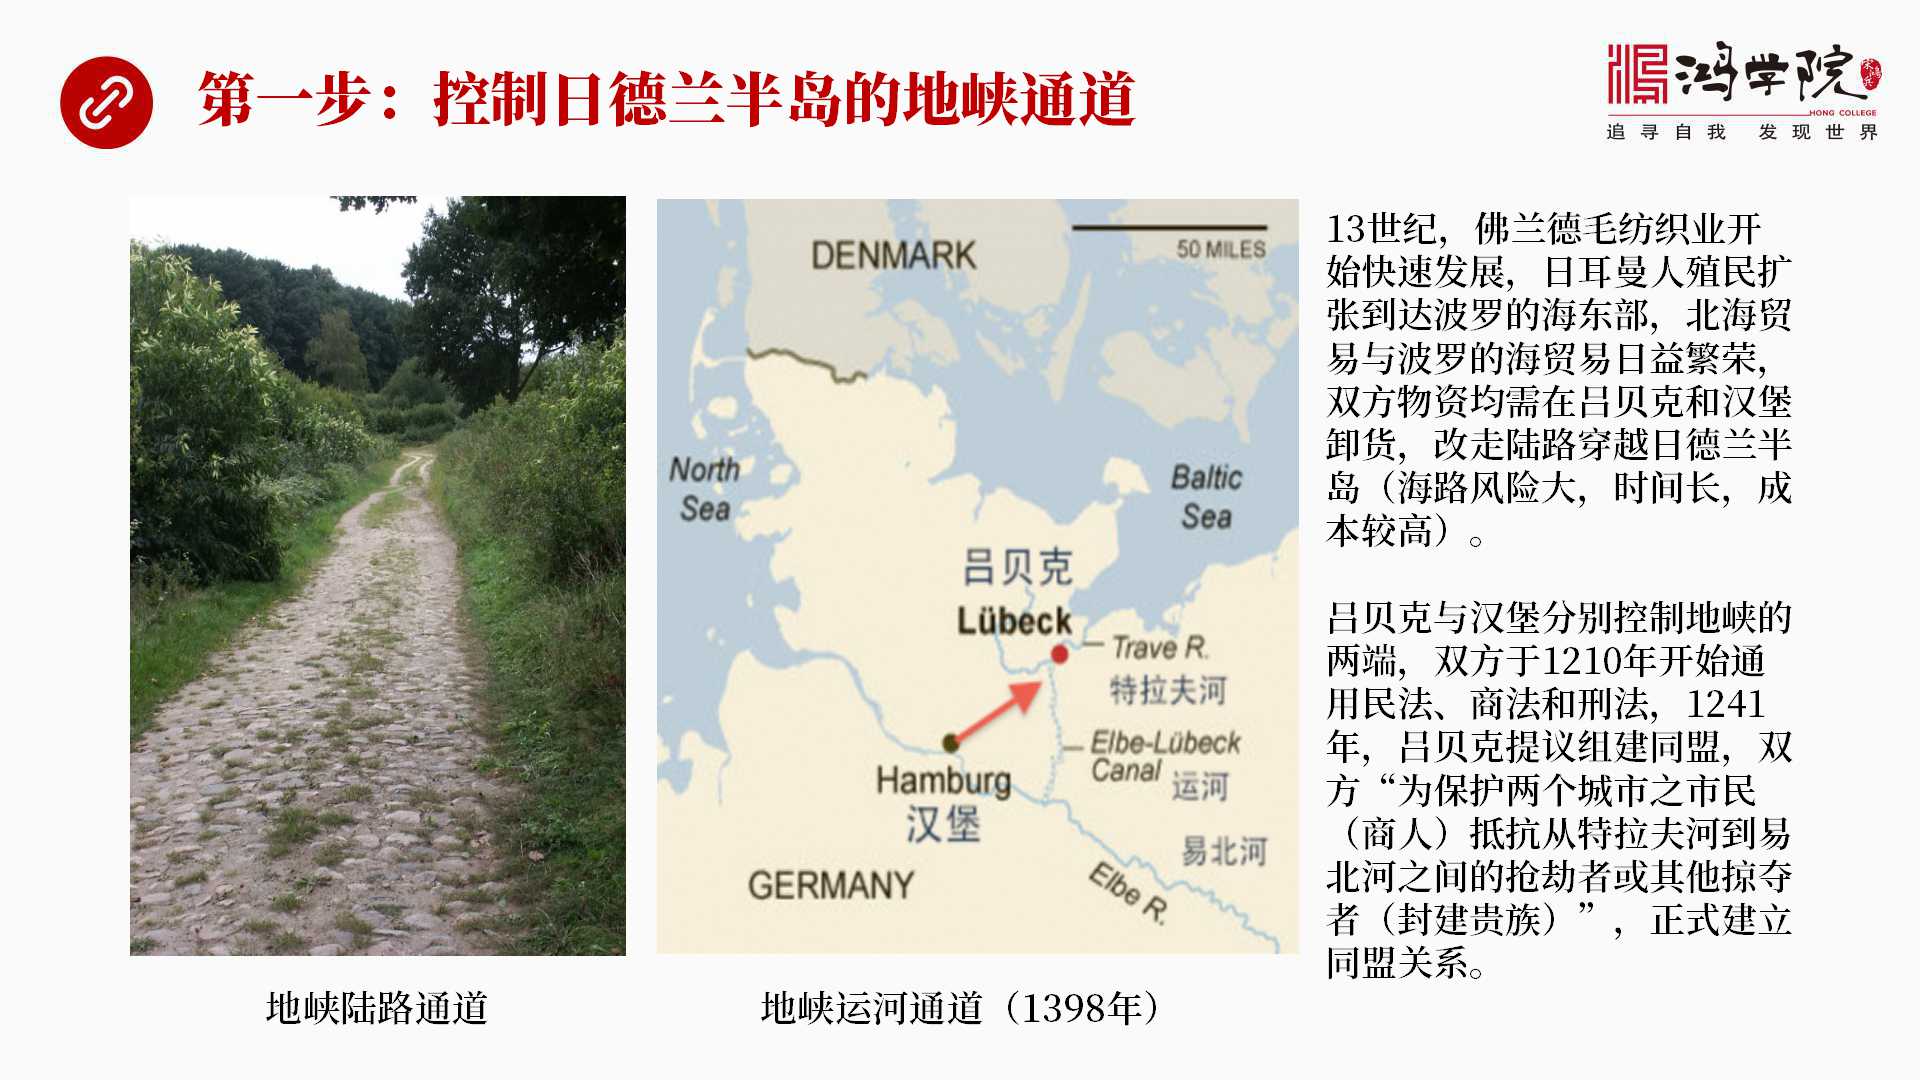 第一步：控制日德兰半岛的地峡通道
鸿学院
宋鸿兵
HONG COLLEGE
追寻自我 发现世界
DENMARK
50 MILES
North
Sea
Baltic
Sea
吕贝克
Lübeck
Trave R.
特拉夫河
Elbe-Lübeck
Canal 运河
Hamburg
汉堡
易北河
Elbe R.
GERMANY
13世纪，佛兰德毛纺织业开
始快速发展，日耳曼人殖民扩
张到达波罗的海东部，北海贸
易与波罗的海贸易日益繁荣，
双方物资均需在吕贝克和汉堡
卸货，改走陆路穿越日德兰半
岛（海路风险大，时间长，成
本较高）。
吕贝克与汉堡分别控制地峡的
两端，双方于1210年开始通
用民法、商法和刑法，1241
年，吕贝克提议组建同盟，双
方“为保护两个城市之市民
（商人）抵抗从特拉夫河到易
北河之间的抢劫者或其他掠夺
者（封建贵族）”，正式建立
同盟关系。
地峡陆路通道
地峡运河通道（1398年）